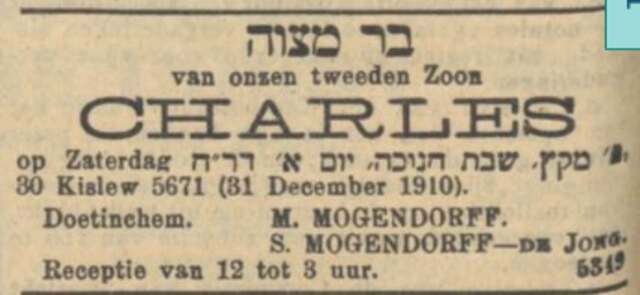 בר מצוה
van onzen tweeden Zoon
CHARLES
op Zaterdag פ׳ מקץ, שבת חנוכה, יום א׳ דר״ח
30 Kislew 5671 (31 December 1910).
Doetinchem. M. MOGENDORFF.
S. MOGENDORFF—DE JONG.
Receptie van 12 tot 3 uur. 5349